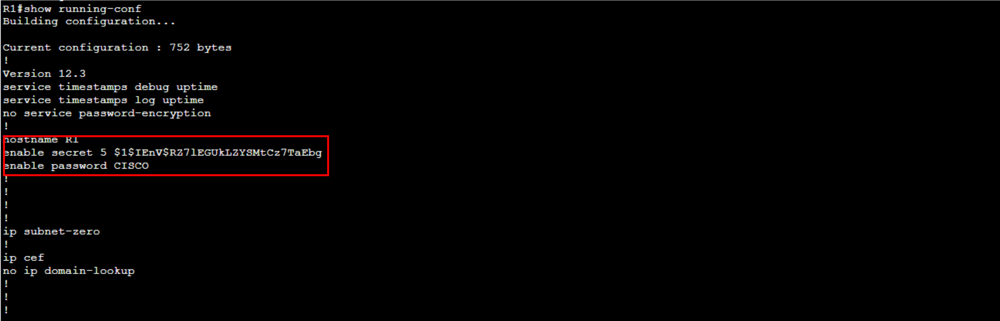 R1#show running-conf
Building configuration...
Current configuration : 752 bytes
!
Version 12.3
service timestamps debug uptime
service timestamps log uptime
no service password-encryption
!
hostname R1
enable secret 5 $1$IEnV$RZ7lEGUkLZYSMtCz7TaEbg
enable password CISCO
!
!
!
!
ip subnet-zero
!
ip cef
no ip domain-lookup
!
!
!